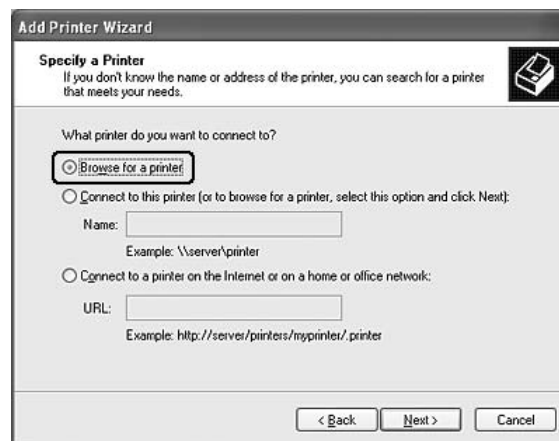 Add Printer Wizard
Specify a Printer
If you don't know the name or address of the printer, you can search for a printer
that meets your needs.
What printer do you want to connect to?
Browse for a printer
Connect to this printer (or to browse for a printer, select this option and click Next):
Name:
Example: \\server\printer
Connect to a printer on the Internet or on a home or office network:
URL:
Example: http://server/printers/myprinter/.printer
< Back Next > Cancel